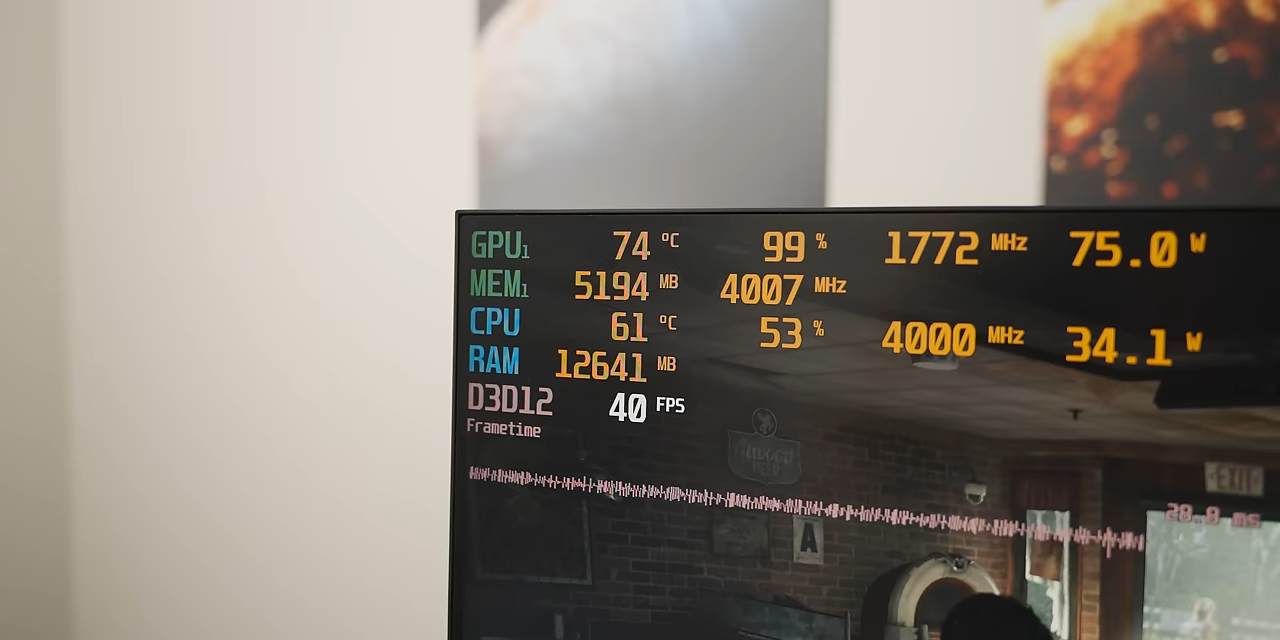 GPU1 74 °C 99 % 1772 MHz 75.0 W
MEM1 5194 MB 4007 MHz
CPU 61 °C 53 % 4000 MHz 34.1 W
RAM 12641 MB
D3D12 40 FPS
Frametime
28.8 ms
EXIT
A